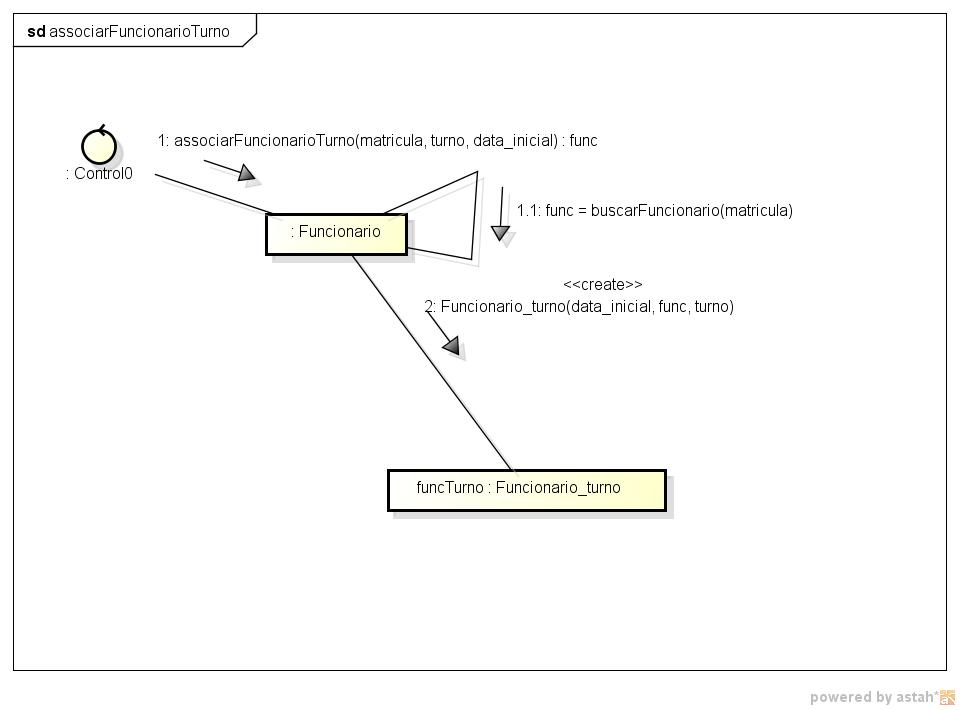 sd associarFuncionarioTurno
1: associarFuncionarioTurno(matricula, turno, data_inicial) : func
: Control0
1.1: func = buscarFuncionario(matricula)
: Funcionario
<<create>>
2: Funcionario_turno(data_inicial, func, turno)
funcTurno : Funcionario_turno
powered by astah*